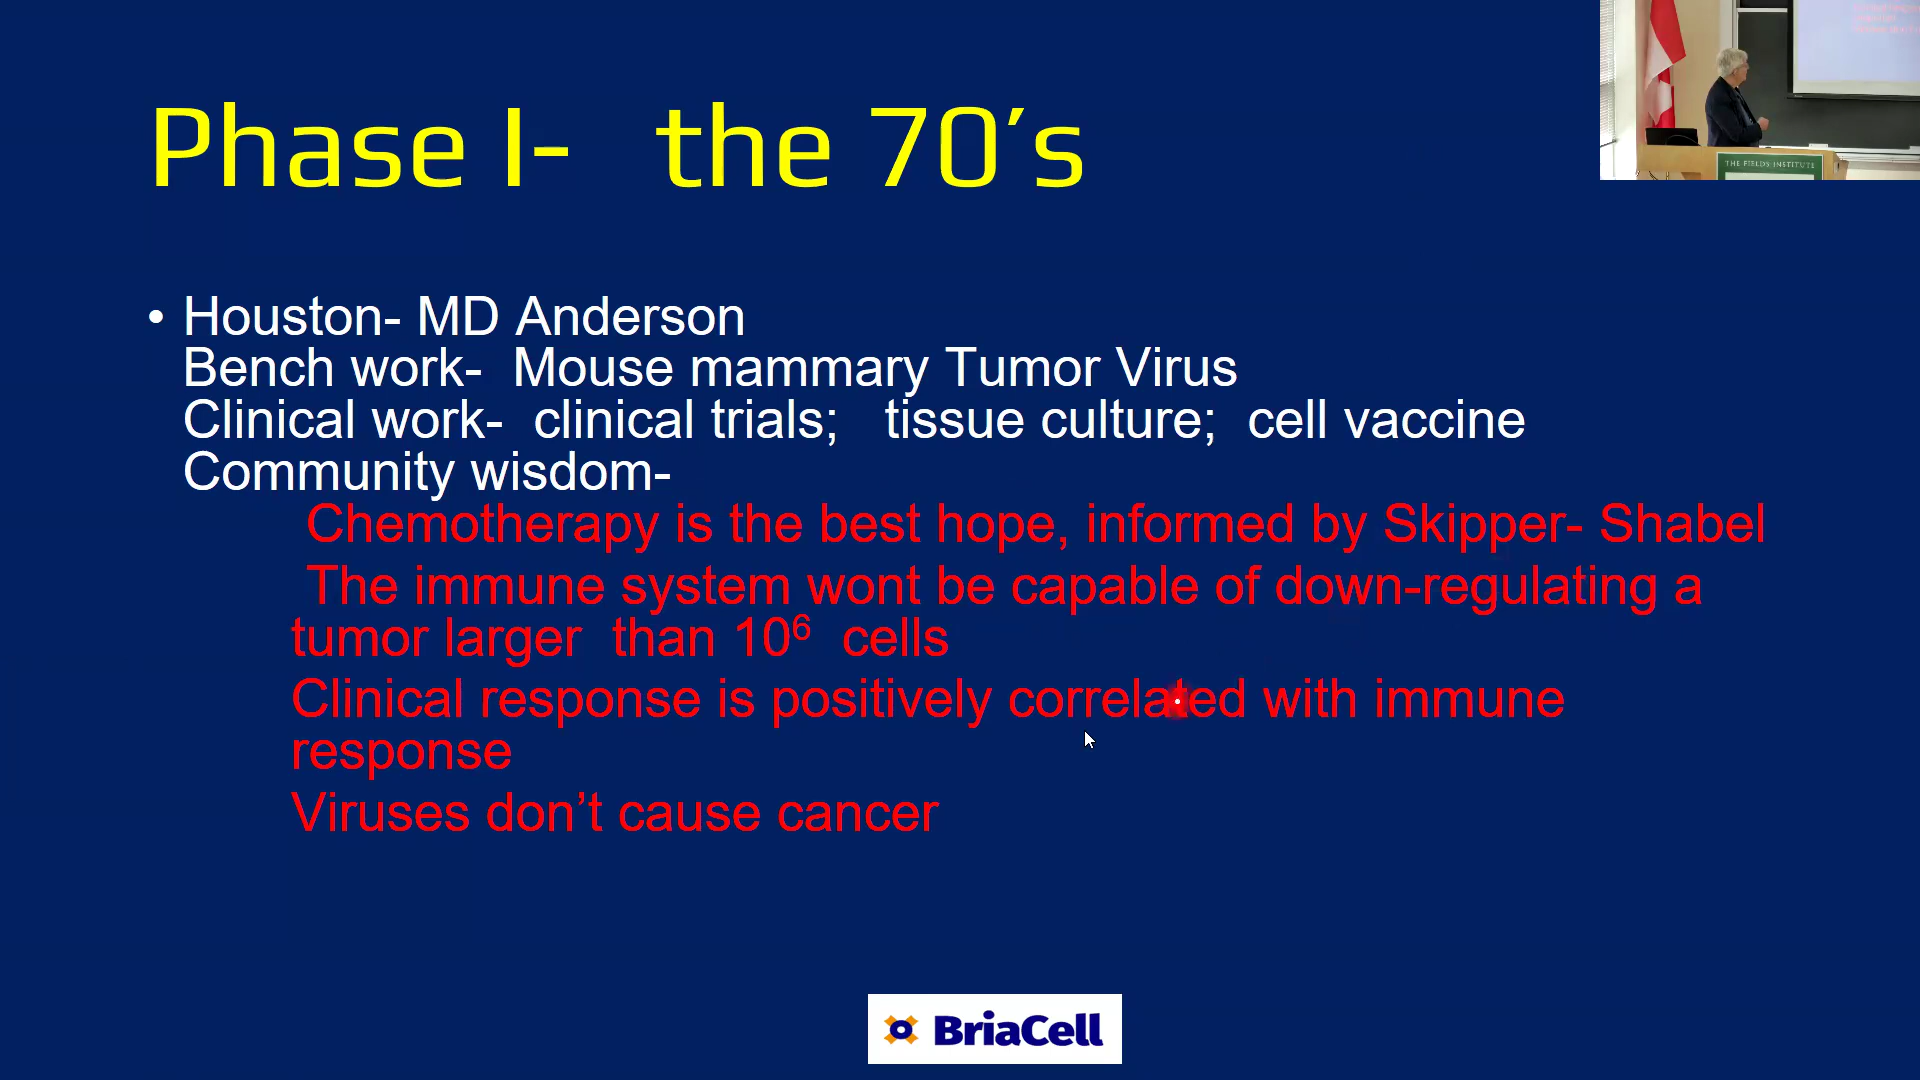 Phase I- the 70’s
THE FIELDS INSTITUTE
• Houston- MD Anderson
Bench work- Mouse mammary Tumor Virus
Clinical work- clinical trials; tissue culture; cell vaccine
Community wisdom-
Chemotherapy is the best hope, informed by Skipper- Shabel
The immune system wont be capable of down-regulating a
tumor larger than 10⁶ cells
Clinical response is positively correlated with immune
response
Viruses don’t cause cancer
BriaCell